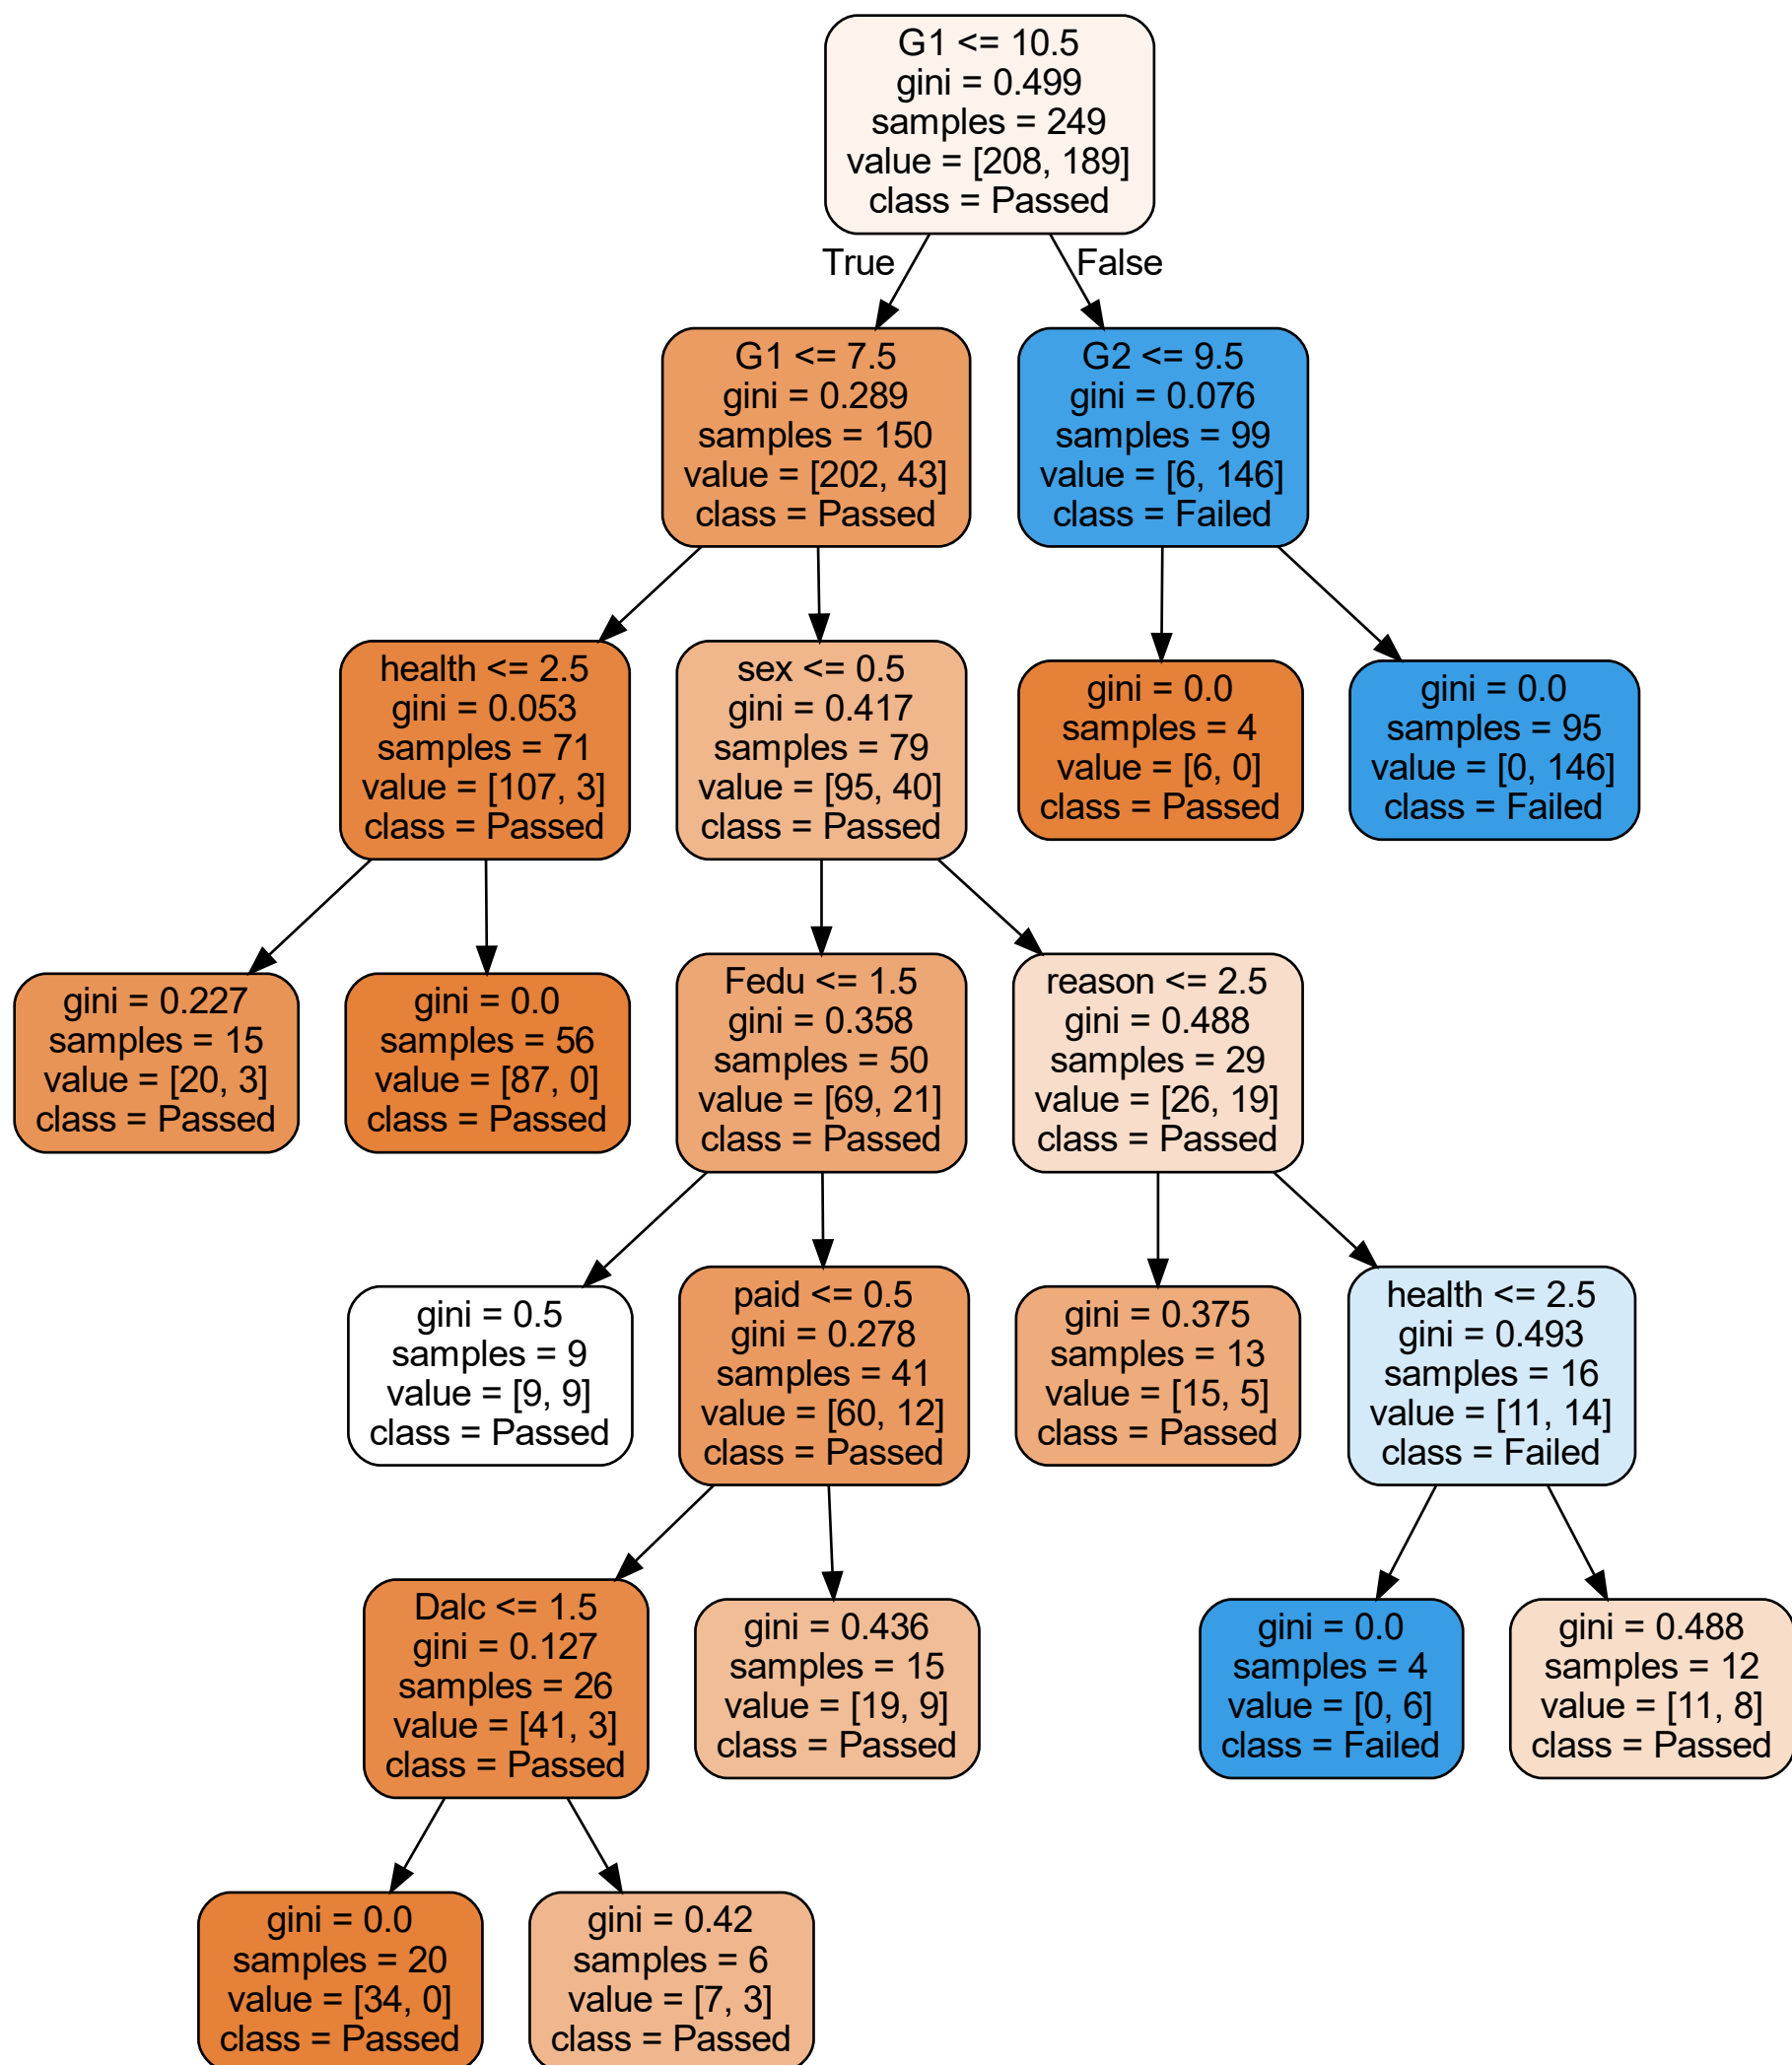 G1 <= 10.5
gini = 0.499
samples = 249
value = [208, 189]
class = Passed
True
False
G1 <= 7.5
gini = 0.289
samples = 150
value = [202, 43]
class = Passed
G2 <= 9.5
gini = 0.076
samples = 99
value = [6, 146]
class = Failed
health <= 2.5
gini = 0.053
samples = 71
value = [107, 3]
class = Passed
sex <= 0.5
gini = 0.417
samples = 79
value = [95, 40]
class = Passed
gini = 0.0
samples = 4
value = [6, 0]
class = Passed
gini = 0.0
samples = 95
value = [0, 146]
class = Failed
gini = 0.227
samples = 15
value = [20, 3]
class = Passed
gini = 0.0
samples = 56
value = [87, 0]
class = Passed
Fedu <= 1.5
gini = 0.358
samples = 50
value = [69, 21]
class = Passed
reason <= 2.5
gini = 0.488
samples = 29
value = [26, 19]
class = Passed
gini = 0.5
samples = 9
value = [9, 9]
class = Passed
paid <= 0.5
gini = 0.278
samples = 41
value = [60, 12]
class = Passed
gini = 0.375
samples = 13
value = [15, 5]
class = Passed
health <= 2.5
gini = 0.493
samples = 16
value = [11, 14]
class = Failed
Dalc <= 1.5
gini = 0.127
samples = 26
value = [41, 3]
class = Passed
gini = 0.436
samples = 15
value = [19, 9]
class = Passed
gini = 0.0
samples = 4
value = [0, 6]
class = Failed
gini = 0.488
samples = 12
value = [11, 8]
class = Passed
gini = 0.0
samples = 20
value = [34, 0]
class = Passed
gini = 0.42
samples = 6
value = [7, 3]
class = Passed